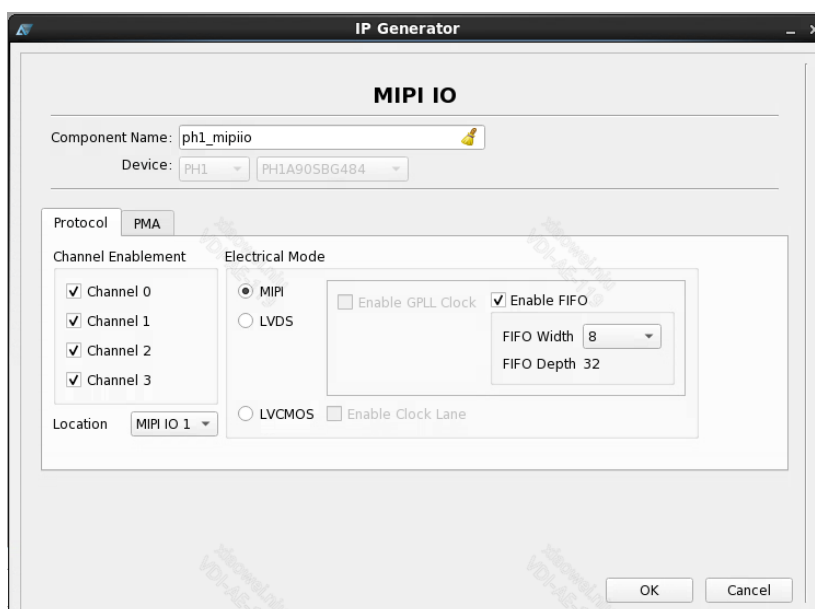 IP Generator
MIPI IO
Component Name: ph1_mipiio
Device: PH1 PH1A90SBG484
Protocol PMA
Channel Enablement Electrical Mode
Channel 0 MIPI Enable GPLL Clock Enable FIFO
Channel 1 LVDS FIFO Width 8
Channel 2 FIFO Depth 32
Channel 3
Location MIPI IO 1 LVCMOS Enable Clock Lane
OK Cancel